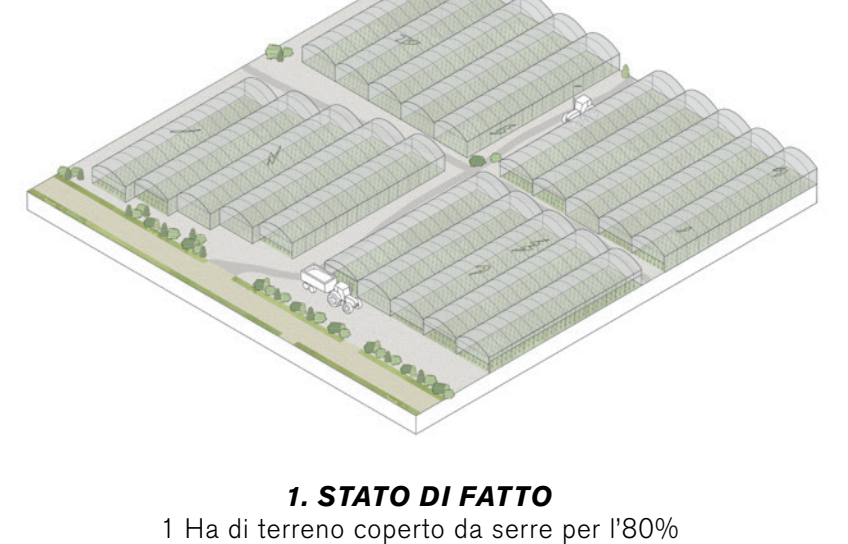 1. STATO DI FATTO
1 Ha di terreno coperto da serre per l'80%